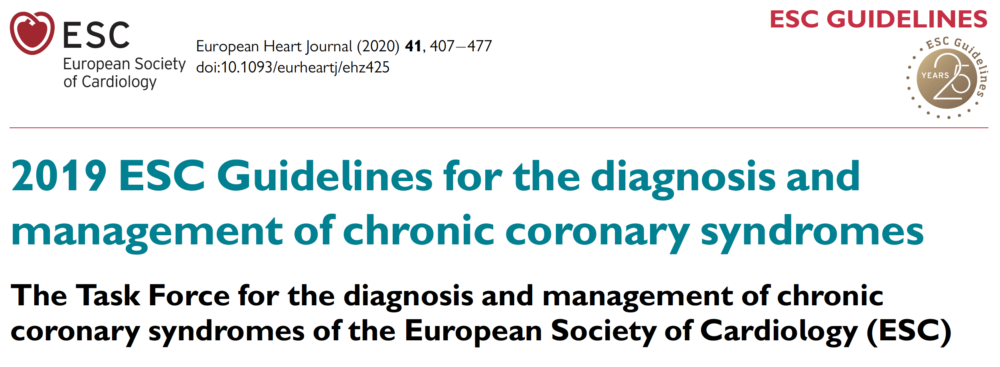 ESC
European Society
of Cardiology
European Heart Journal (2020) 41, 407–477
doi:10.1093/eurheartj/ehz425
ESC GUIDELINES
ESC Guidelines
25
YEARS
2019 ESC Guidelines for the diagnosis and
management of chronic coronary syndromes
The Task Force for the diagnosis and management of chronic
coronary syndromes of the European Society of Cardiology (ESC)